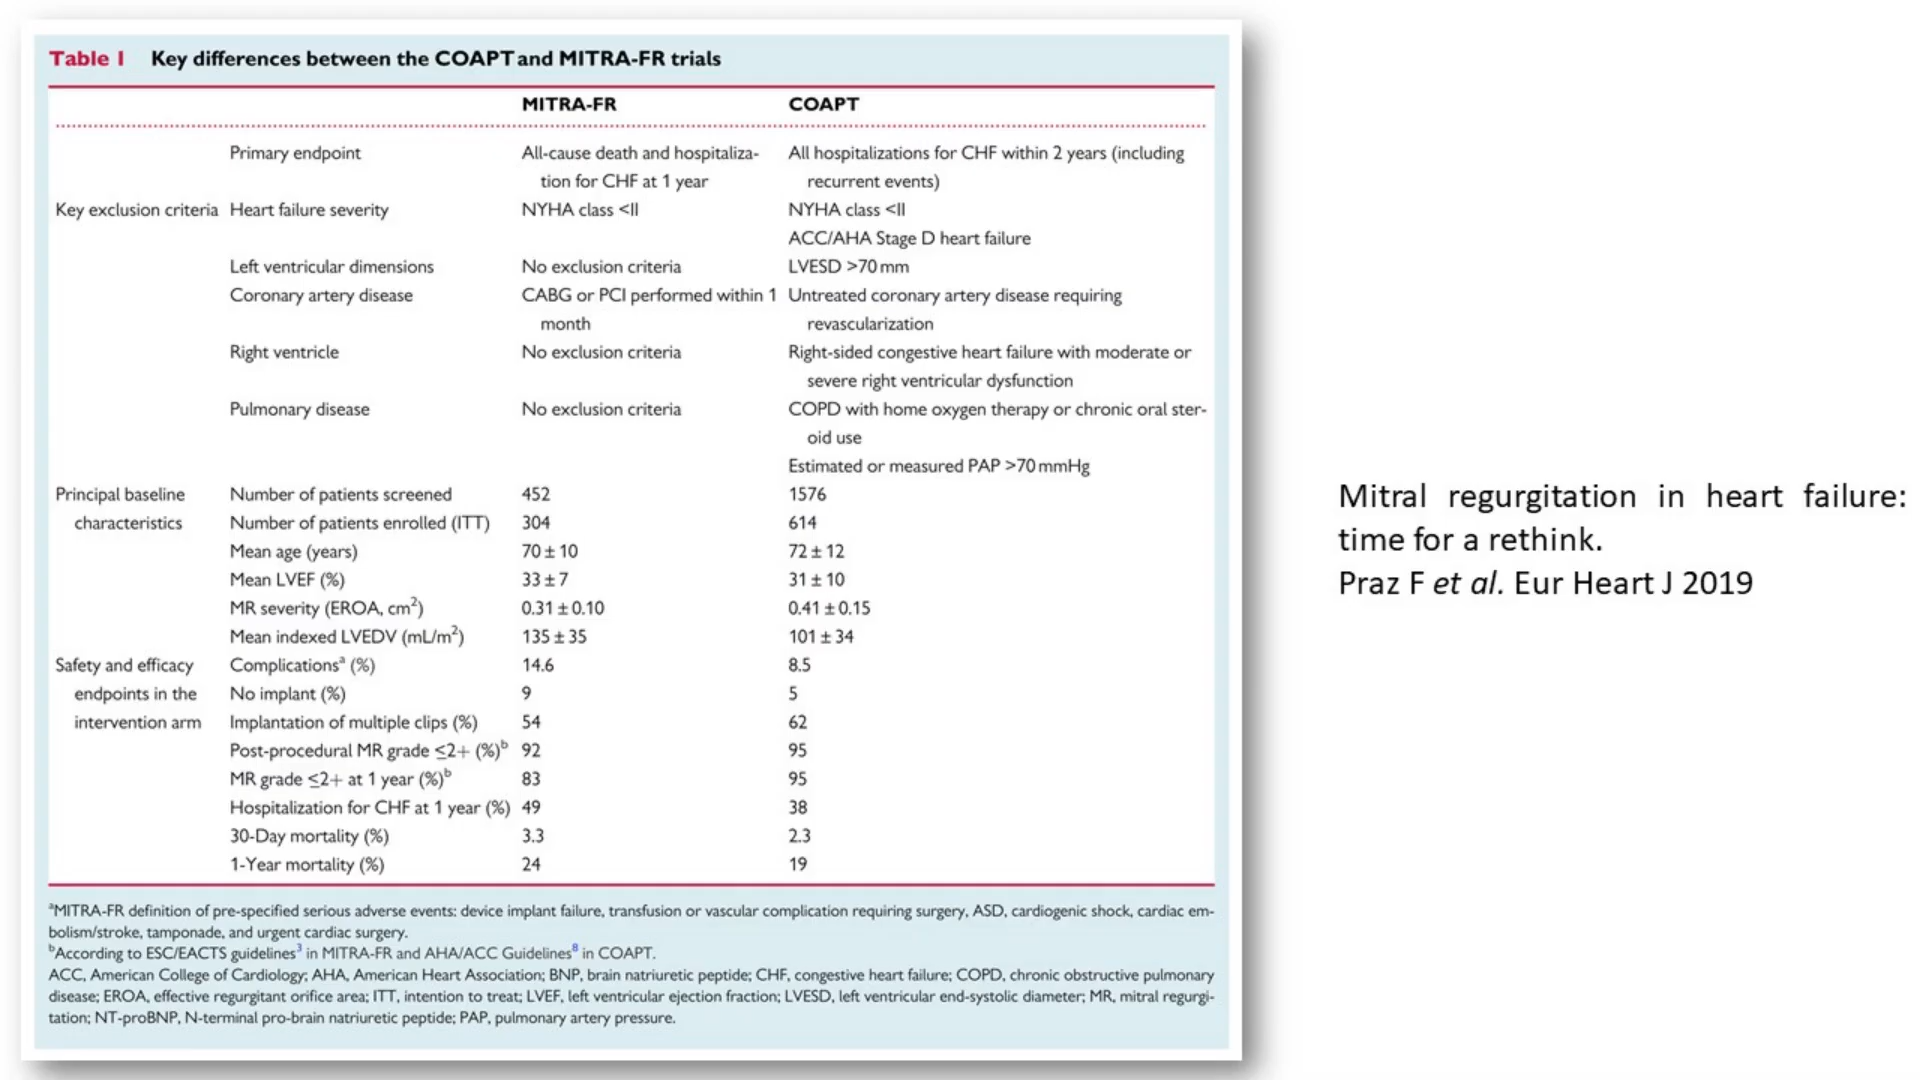 Table 1 Key differences between the COAPT and MITRA-FR trials
MITRA-FR COAPT
Primary endpoint All-cause death and hospitaliza- All hospitalizations for CHF within 2 years (including
tion for CHF at 1 year recurrent events)
Key exclusion criteria Heart failure severity NYHA class <II NYHA class <II
ACC/AHA Stage D heart failure
Left ventricular dimensions No exclusion criteria LVESD >70 mm
Coronary artery disease CABG or PCI performed within 1 Untreated coronary artery disease requiring
month revascularization
Right ventricle No exclusion criteria Right-sided congestive heart failure with moderate or
severe right ventricular dysfunction
Pulmonary disease No exclusion criteria COPD with home oxygen therapy or chronic oral ster-
oid use
Estimated or measured PAP >70 mmHg
Principal baseline Number of patients screened 452 1576
characteristics Number of patients enrolled (ITT) 304 614
Mean age (years) 70 ± 10 72 ± 12
Mean LVEF (%) 33 ± 7 31 ± 10
MR severity (EROA, cm²) 0.31 ± 0.10 0.41 ± 0.15
Mean indexed LVEDV (mL/m²) 135 ± 35 101 ± 34
Safety and efficacy Complicationsᵃ (%) 14.6 8.5
endpoints in the No implant (%) 9 5
intervention arm Implantation of multiple clips (%) 54 62
Post-procedural MR grade ≤2+ (%)ᵇ 92 95
MR grade ≤2+ at 1 year (%)ᵇ 83 95
Hospitalization for CHF at 1 year (%) 49 38
30-Day mortality (%) 3.3 2.3
1-Year mortality (%) 24 19
ᵃMITRA-FR definition of pre-specified serious adverse events: device implant failure, transfusion or vascular complication requiring surgery, ASD, cardiogenic shock, cardiac em-
bolism/stroke, tamponade, and urgent cardiac surgery.
ᵇAccording to ESC/EACTS guidelines³ in MITRA-FR and AHA/ACC Guidelines⁸ in COAPT.
ACC, American College of Cardiology; AHA, American Heart Association; BNP, brain natriuretic peptide; CHF, congestive heart failure; COPD, chronic obstructive pulmonary
disease; EROA, effective regurgitant orifice area; ITT, intention to treat; LVEF, left ventricular ejection fraction; LVESD, left ventricular end-systolic diameter; MR, mitral regurgi-
tation; NT-proBNP, N-terminal pro-brain natriuretic peptide; PAP, pulmonary artery pressure.
Mitral regurgitation in heart failure:
time for a rethink.
Praz F et al. Eur Heart J 2019